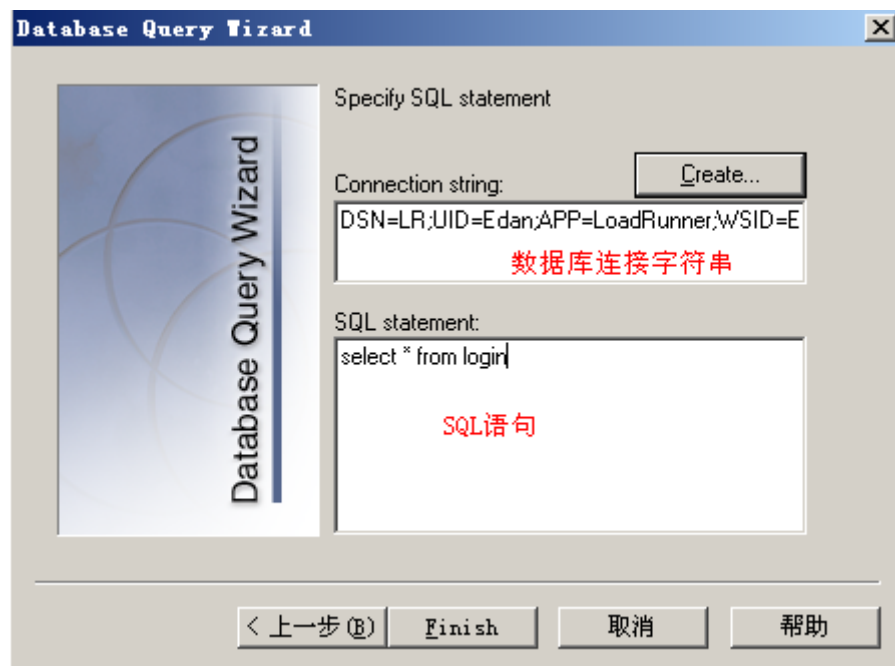 Database Query Wizard
Database Query Wizard
Specify SQL statement
Create...
Connection string:
DSN=LR;UID=Edan;APP=LoadRunner;WSID=E
数据库连接字符串
SQL statement:
select * from login
SQL语句
< 上一步(B)
Finish
取消
帮助